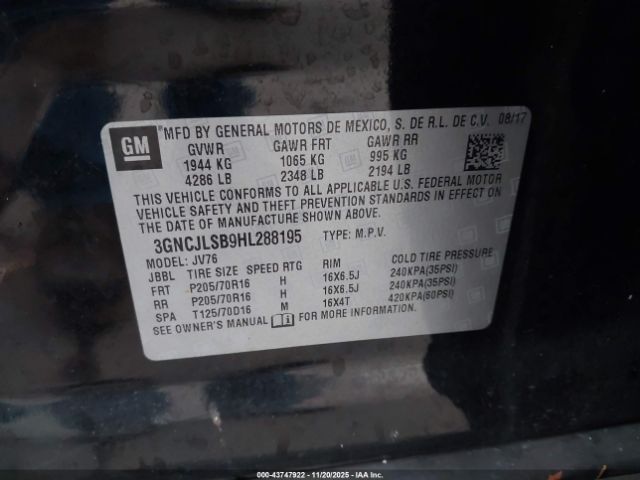 GM
MFD BY GENERAL MOTORS DE MEXICO, S. DE R.L. DE C.V. 08/17
GVWR GAWR FRT GAWR RR
1944 KG 1065 KG 995 KG
4286 LB 2348 LB 2194 LB
THIS VEHICLE CONFORMS TO ALL APPLICABLE U.S. FEDERAL MOTOR
VEHICLE SAFETY AND THEFT PREVENTION STANDARDS IN EFFECT ON
THE DATE OF MANUFACTURE SHOWN ABOVE.
3GNCJLSB9HL288195 TYPE: M.P.V.
MODEL: JV76
JBBL TIRE SIZE SPEED RTG RIM COLD TIRE PRESSURE
FRT P205/70R16 H 16X6.5J 240KPA(35PSI)
RR P205/70R16 H 16X6.5J 240KPA(35PSI)
SPA T125/70D16 M 16X4T 420KPA(60PSI)
SEE OWNER'S MANUAL FOR MORE INFORMATION.
000-43747922 - 11/20/2025 - IAAI.COM